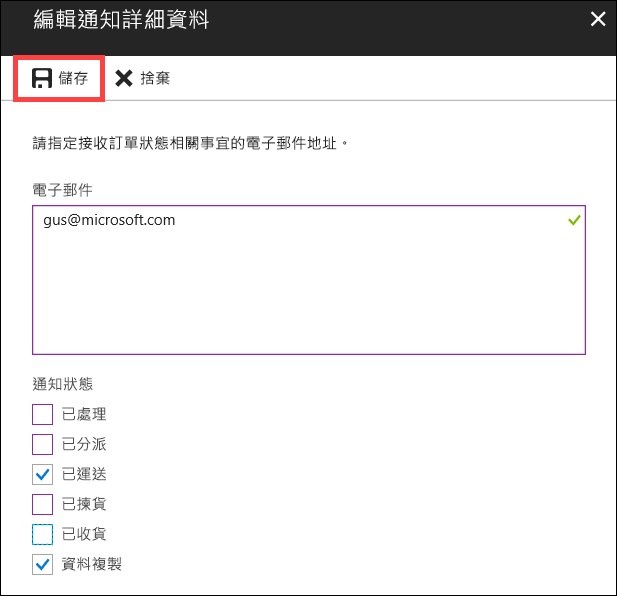 編輯通知詳細資料
儲存 捨棄
請指定接收訂單狀態相關事宜的電子郵件地址。
電子郵件
gus@microsoft.com
通知狀態
已處理
已分派
已運送
已揀貨
已收貨
資料複製